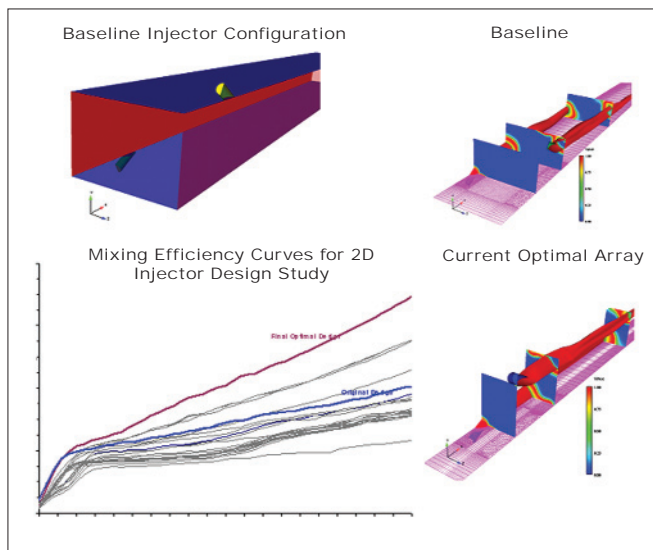 Baseline Injector Configuration
Baseline
Mixing Efficiency Curves for 2D
Injector Design Study
Final Optimal Design
Original Design
Current Optimal Array